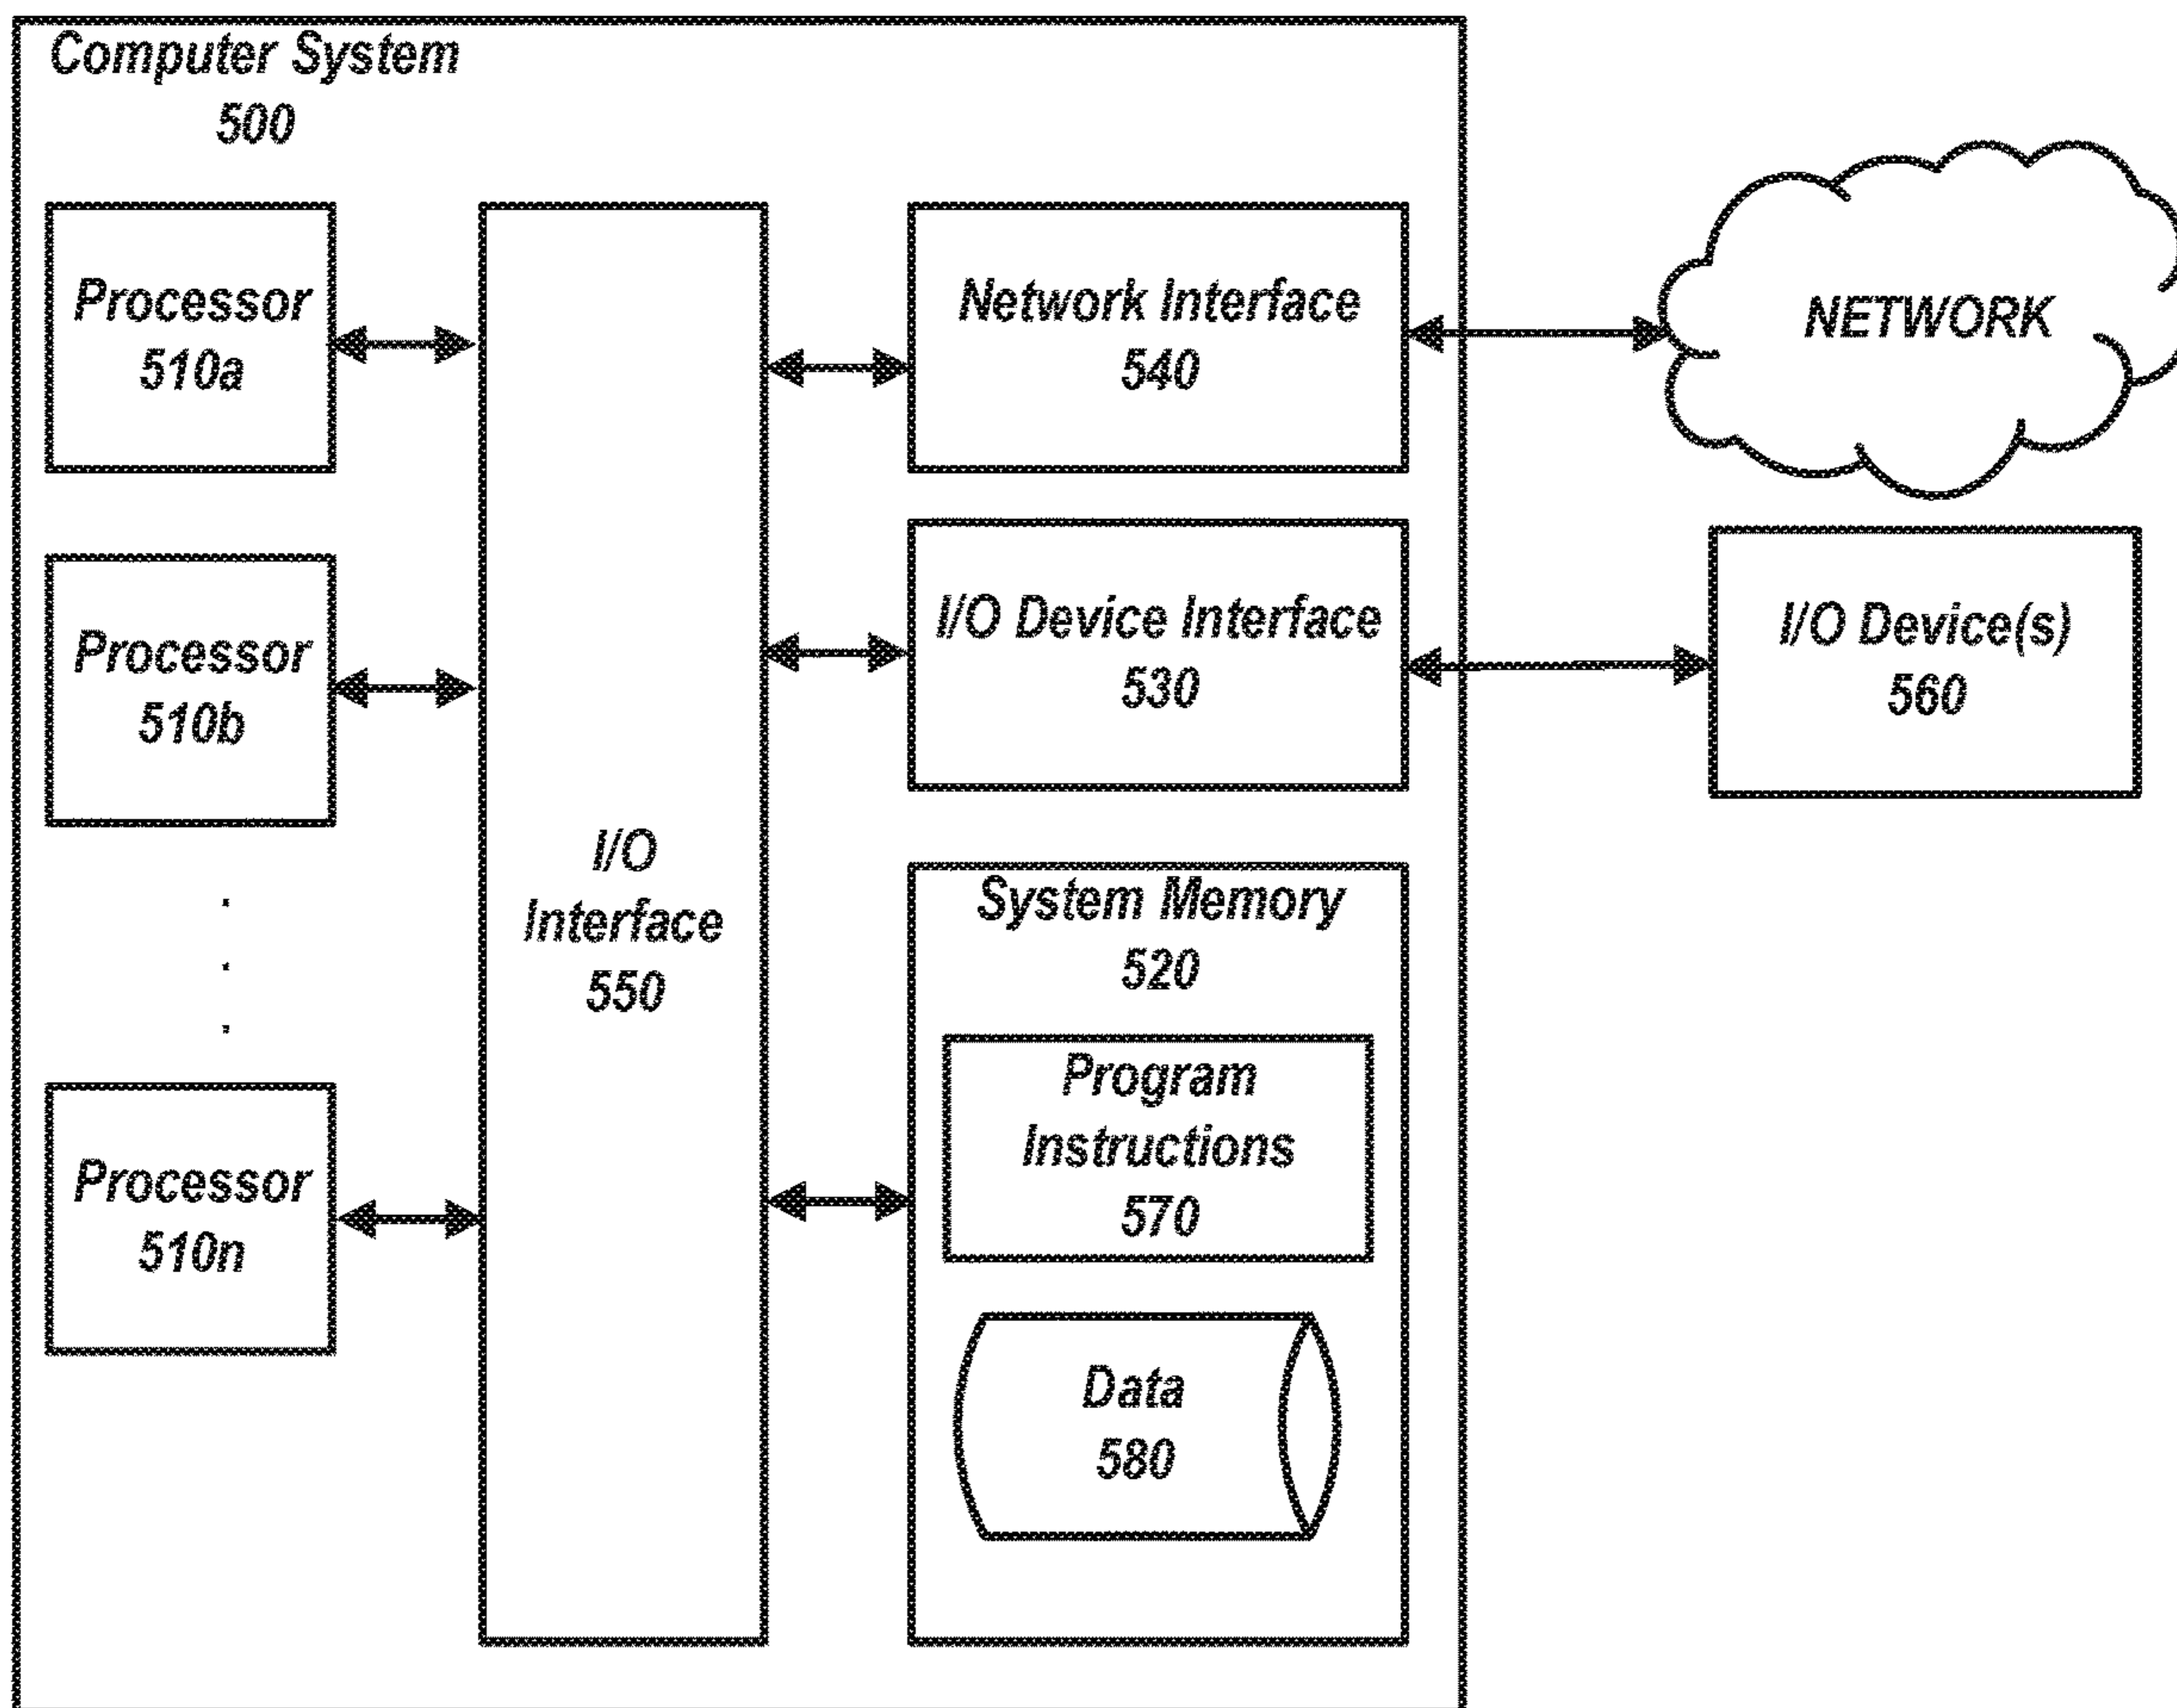 Computer System
500
Processor
510a
Network Interface
540
NETWORK
Processor
510b
I/O Device Interface
530
I/O Device(s)
560
I/O
Interface
550
System Memory
520
Program
Instructions
570
Processor
510n
Data
580